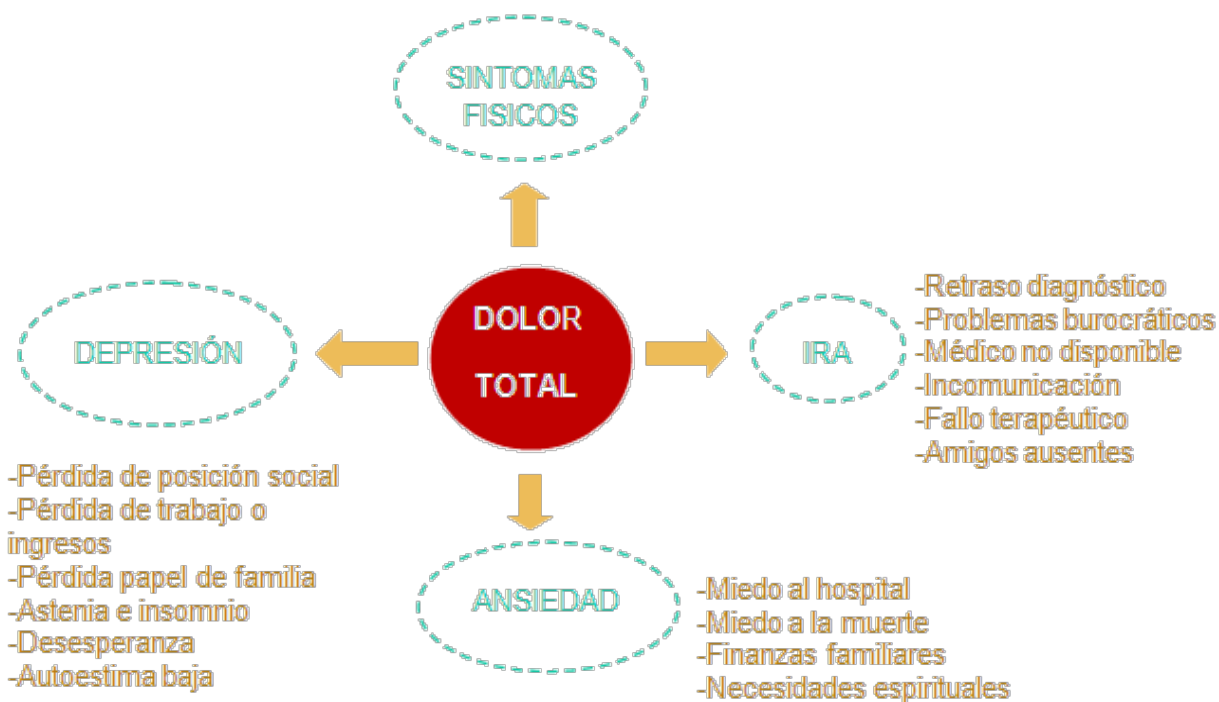 SINTOMAS
FISICOS
DOLOR
TOTAL
DEPRESIÓN
IRA
-Retraso diagnóstico
-Problemas burocráticos
-Médico no disponible
-Incomunicación
-Fallo terapéutico
-Amigos ausentes
-Pérdida de posición social
-Pérdida de trabajo o
ingresos
-Pérdida papel de familia
-Astenia e insomnio
-Desesperanza
-Autoestima baja
ANSIEDAD
-Miedo al hospital
-Miedo a la muerte
-Finanzas familiares
-Necesidades espirituales